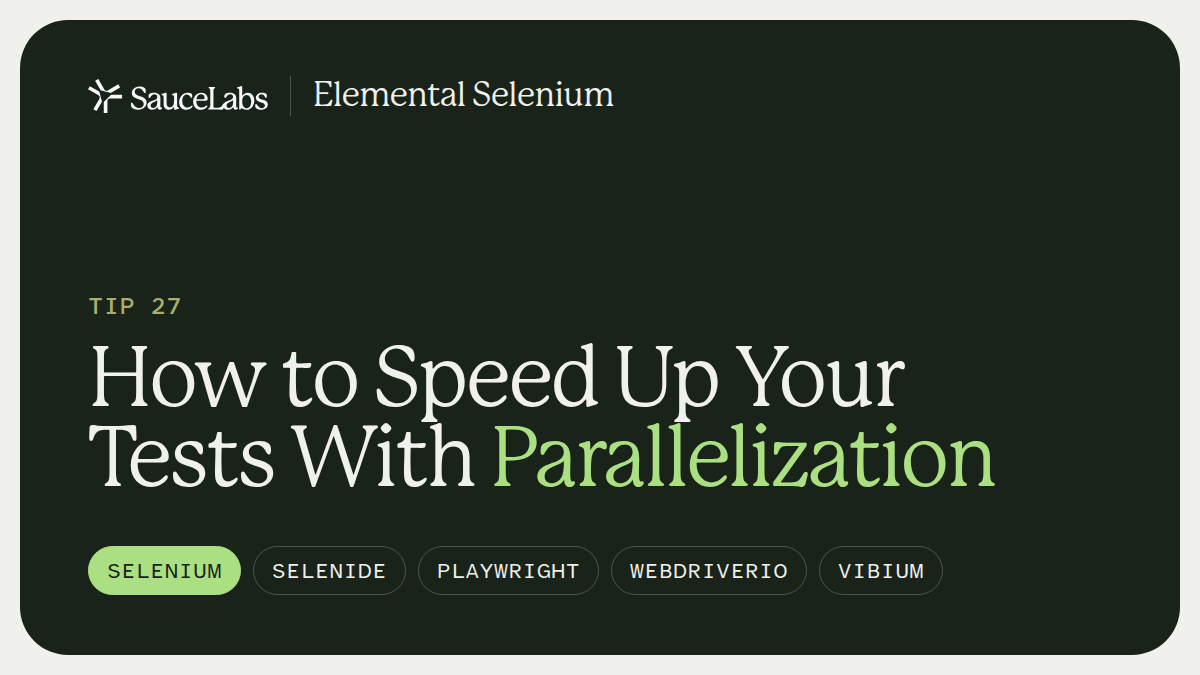 SauceLabs
Elemental Selenium
TIP 27
How to Speed Up Your
Tests With Parallelization
SELENIUM
SELENIDE
PLAYWRIGHT
WEBDRIVERIO
VIBIUM